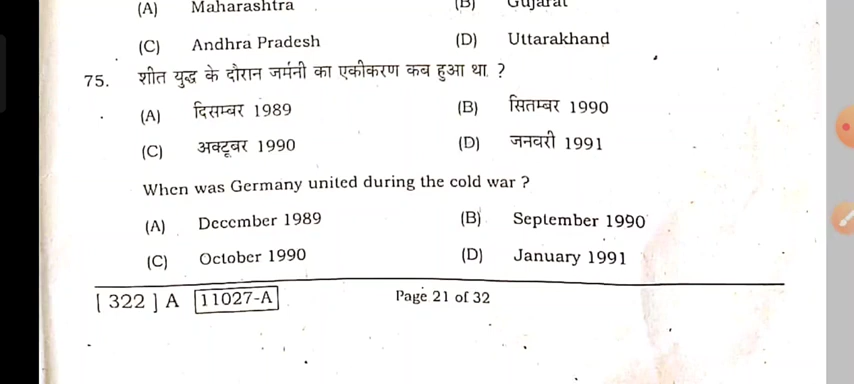 (A) Maharashtra (B) Gujarat
(C) Andhra Pradesh (D) Uttarakhand
75. शीत युद्ध के दौरान जर्मनी का एकीकरण कब हुआ था ?
(A) दिसम्बर 1989 (B) सितम्बर 1990
(C) अक्टूबर 1990 (D) जनवरी 1991
When was Germany united during the cold war ?
(A) December 1989 (B) September 1990
(C) October 1990 (D) January 1991
[ 322 ] A 11027-A Page 21 of 32